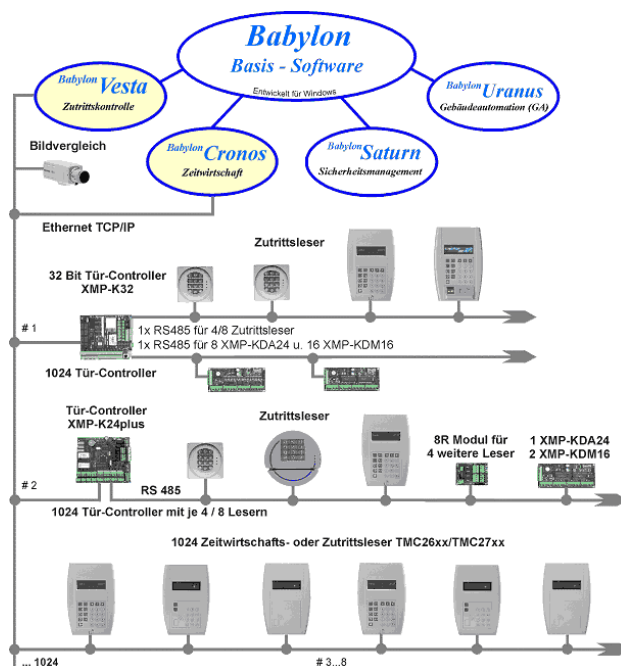 Babylon
Basis - Software
Entwickelt für Windows
Babylon Vesta
Zutrittskontrolle
Babylon Uranus
Gebäudeautomation (GA)
Babylon Cronos
Zeitwirtschaft
Babylon Saturn
Sicherheitsmanagement
Bildvergleich
Ethernet TCP/IP
Zutrittsleser
32 Bit Tür-Controller
XMP-K32
# 1
1x RS485 für 4/8 Zutrittsleser
1x RS485 für 8 XMP-KDA24 u. 16 XMP-KDM16
1024 Tür-Controller
Tür-Controller
XMP-K24plus
Zutrittsleser
8R Modul für
4 weitere Leser
1 XMP-KDA24
2 XMP-KDM16
# 2
RS 485
1024 Tür-Controller mit je 4 / 8 Lesern
1024 Zeitwirtschafts- oder Zutrittsleser TMC26xx/TMC27xx
... 1024
# 3...8